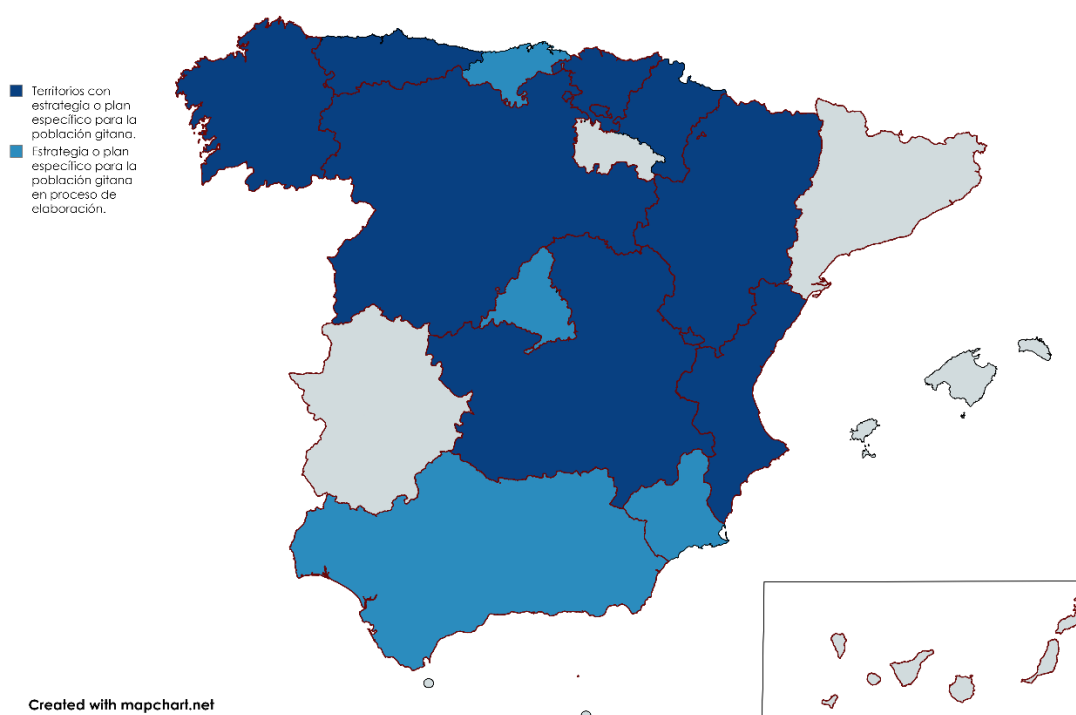 Territorios con
estrategia o plan
específico para la
población gitana.
Estrategia o plan
específico para la
población gitana
en proceso de
elaboración.
Created with mapchart.net